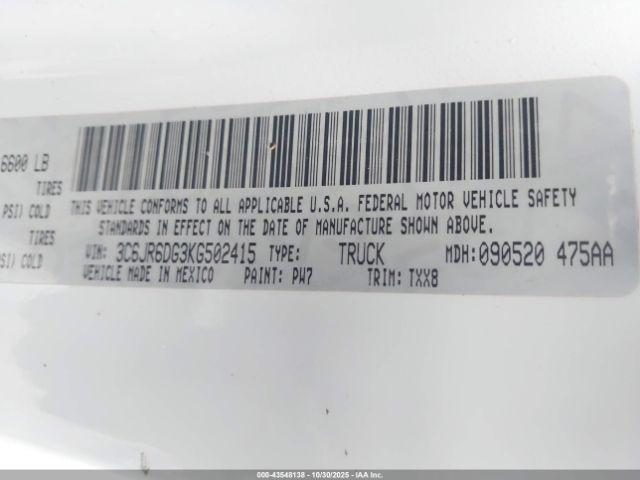 6600 LB
TIRES
PSI) COLD
TIRES
SI) COLD
THIS VEHICLE CONFORMS TO ALL APPLICABLE U.S.A. FEDERAL MOTOR VEHICLE SAFETY
STANDARDS IN EFFECT ON THE DATE OF MANUFACTURE SHOWN ABOVE.
VIN: 3C6JR6DG3KG502415 TYPE: TRUCK MDH:090520 475AA
VEHICLE MADE IN MEXICO PAINT: PW7 TRIM: TXX8
000-43548138 - 10/30/2025 - IAAI, Inc.